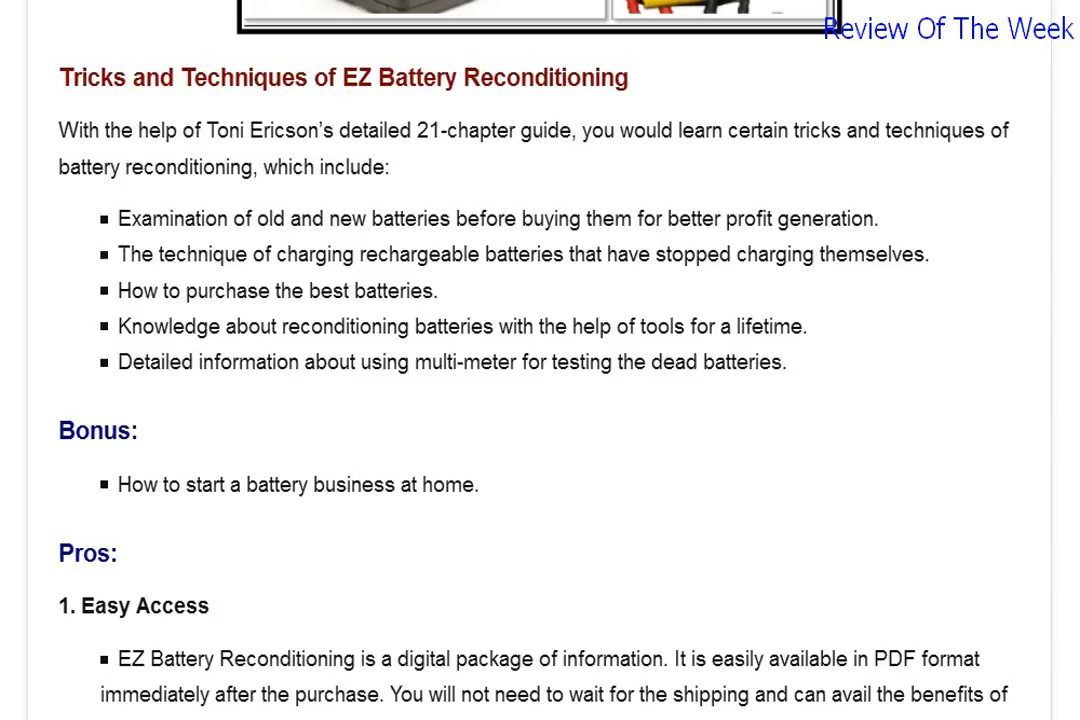 Review Of The Week
Tricks and Techniques of EZ Battery Reconditioning
With the help of Toni Ericson’s detailed 21-chapter guide, you would learn certain tricks and techniques of
battery reconditioning, which include:
Examination of old and new batteries before buying them for better profit generation.
The technique of charging rechargeable batteries that have stopped charging themselves.
How to purchase the best batteries.
Knowledge about reconditioning batteries with the help of tools for a lifetime.
Detailed information about using multi-meter for testing the dead batteries.
Bonus:
How to start a battery business at home.
Pros:
1. Easy Access
EZ Battery Reconditioning is a digital package of information. It is easily available in PDF format
immediately after the purchase. You will not need to wait for the shipping and can avail the benefits of